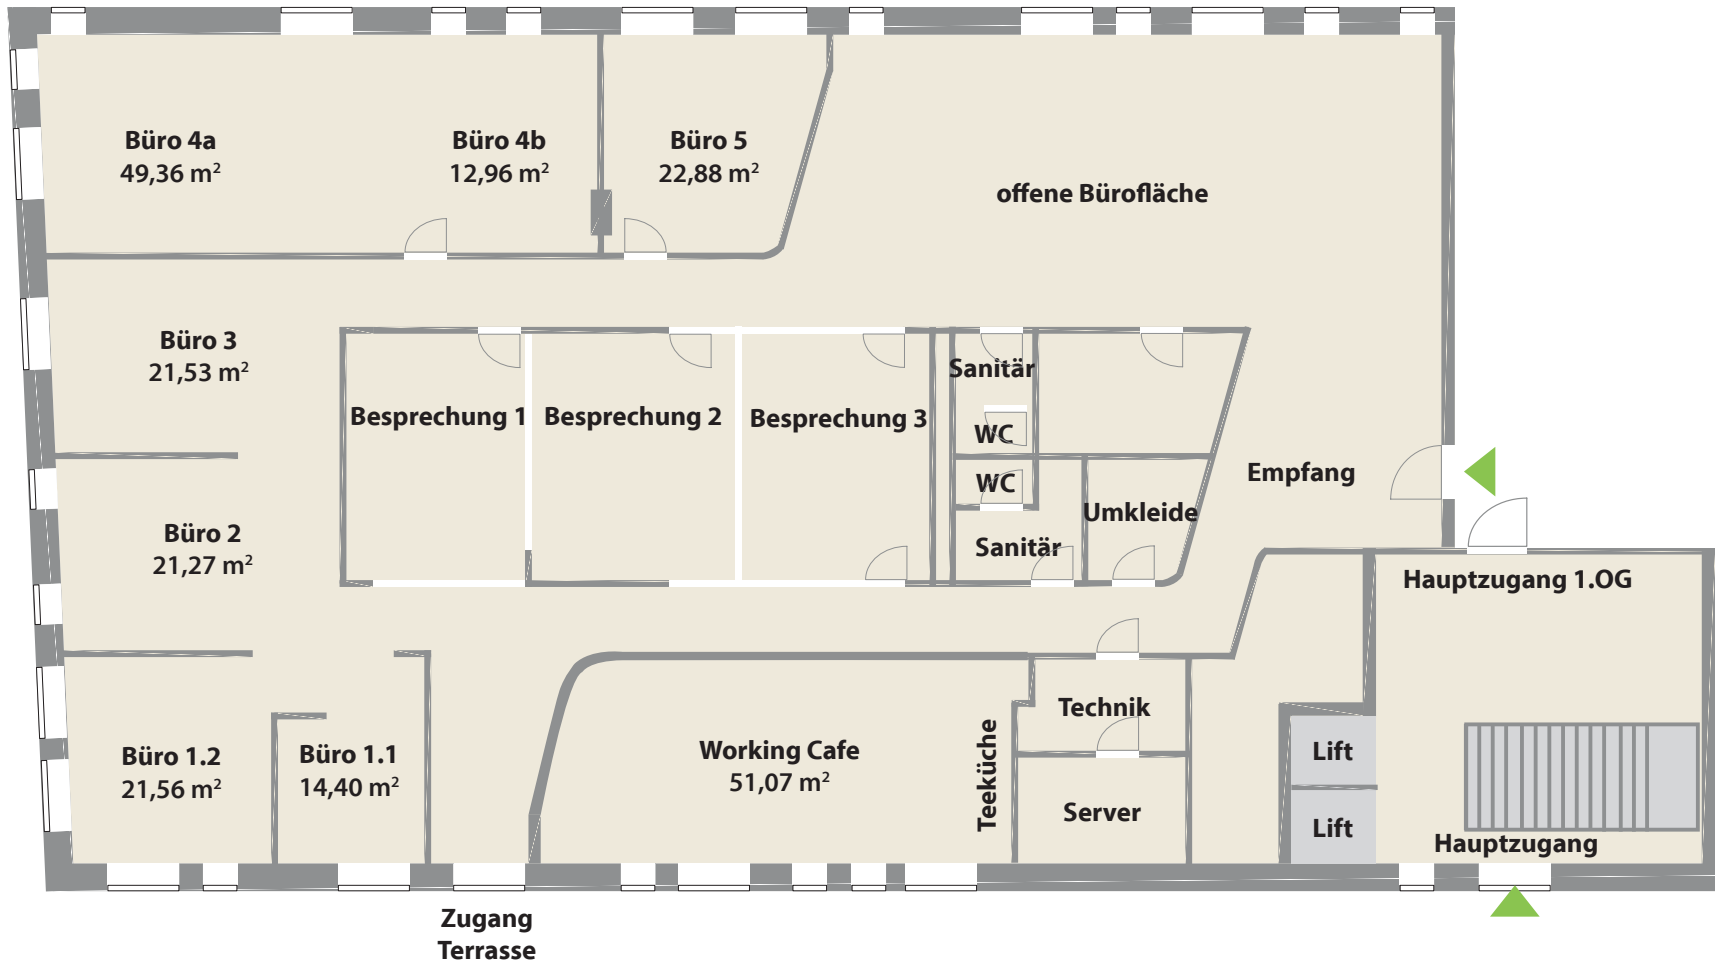 Büro 4a
49,36 m²
Büro 4b
12,96 m²
Büro 5
22,88 m²
offene Bürofläche
Büro 3
21,53 m²
Besprechung 1
Besprechung 2
Besprechung 3
Sanitär
WC
WC
Sanitär
Umkleide
Empfang
Büro 2
21,27 m²
Hauptzugang 1.OG
Büro 1.2
21,56 m²
Büro 1.1
14,40 m²
Working Cafe
51,07 m²
Teeküche
Technik
Server
Lift
Lift
Hauptzugang
Zugang
Terrasse